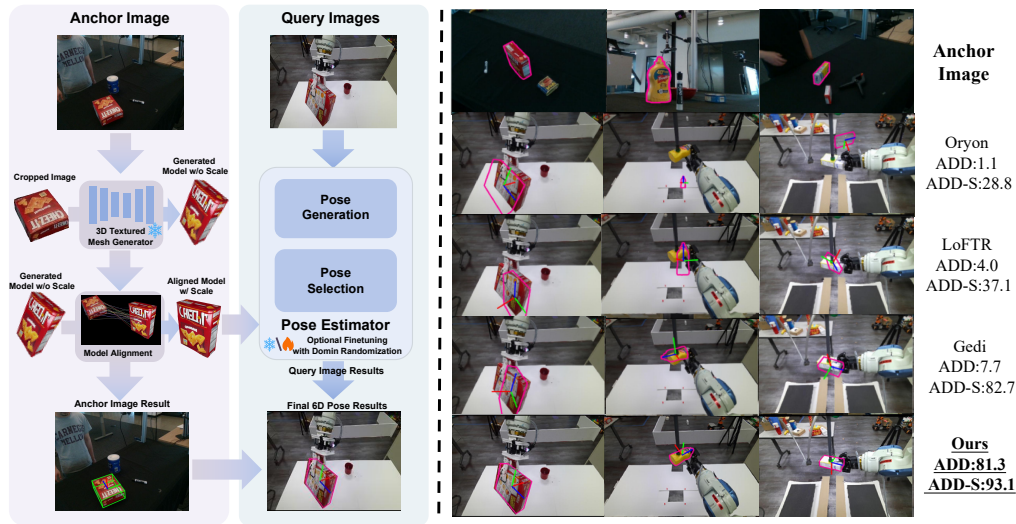 Anchor Image
Query Images
Cropped Image
Generated
Model w/o Scale
3D Textured
Mesh Generator
Generated
Model w/o Scale
Aligned Model
w/ Scale
Model Alignment
Anchor Image Result
Pose
Generation
Pose
Selection
Pose Estimator
Optional Finetuning
with Domin Randomization
Query Image Results
Final 6D Pose Results
CHEEZ-IT
Anchor
Image
Oryon
ADD:1.1
ADD-S:28.8
LoFTR
ADD:4.0
ADD-S:37.1
Gedi
ADD:7.7
ADD-S:82.7
Ours
ADD:81.3
ADD-S:93.1